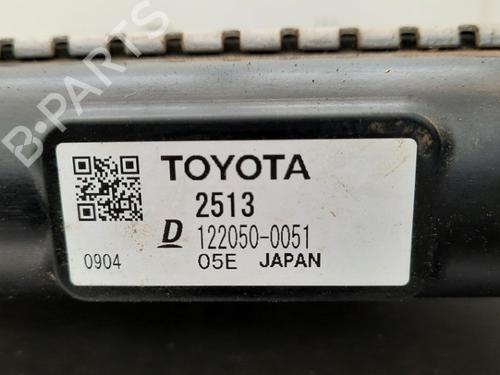 B-PARTS
TOYOTA
2513
D 122050-0051
0904 05E JAPAN